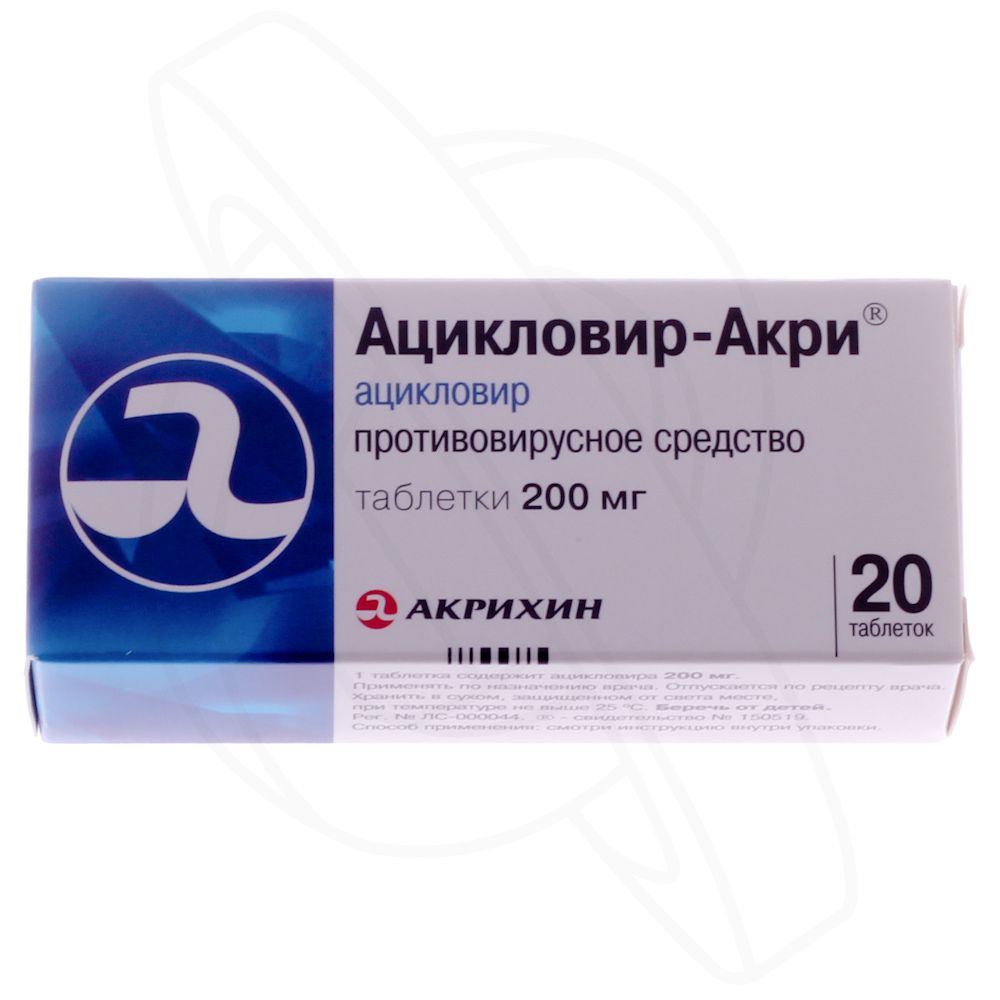 Ацикловир-Акри®
ацикловир
противовирусное средство
таблетки 200 мг
АКРИХИН
20
таблеток
1 таблетка содержит ацикловира 200 мг.
Применять по назначению врача. Отпускается по рецепту врача.
Хранить в сухом, защищенном от света месте,
при температуре не выше 25 °С. Беречь от детей.
Рег. № ЛС-000044. ® - свидетельство № 150519.
Способ применения: смотри инструкцию внутри упаковки.